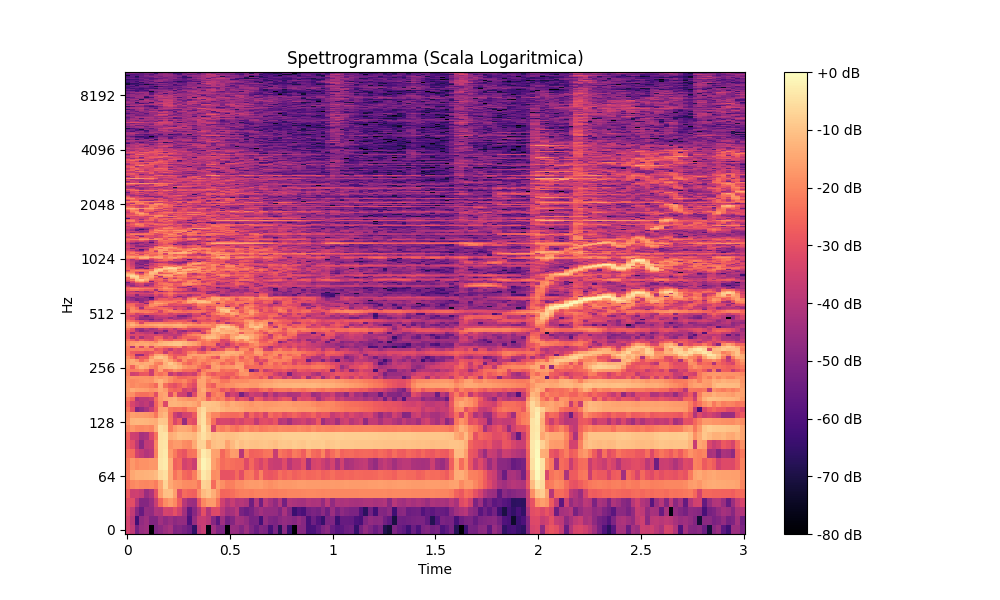 Spettrogramma (Scala Logaritmica)
Hz
8192
4096
2048
1024
512
256
128
64
0
0
0.5
1
1.5
2
2.5
3
Time
+0 dB
-10 dB
-20 dB
-30 dB
-40 dB
-50 dB
-60 dB
-70 dB
-80 dB